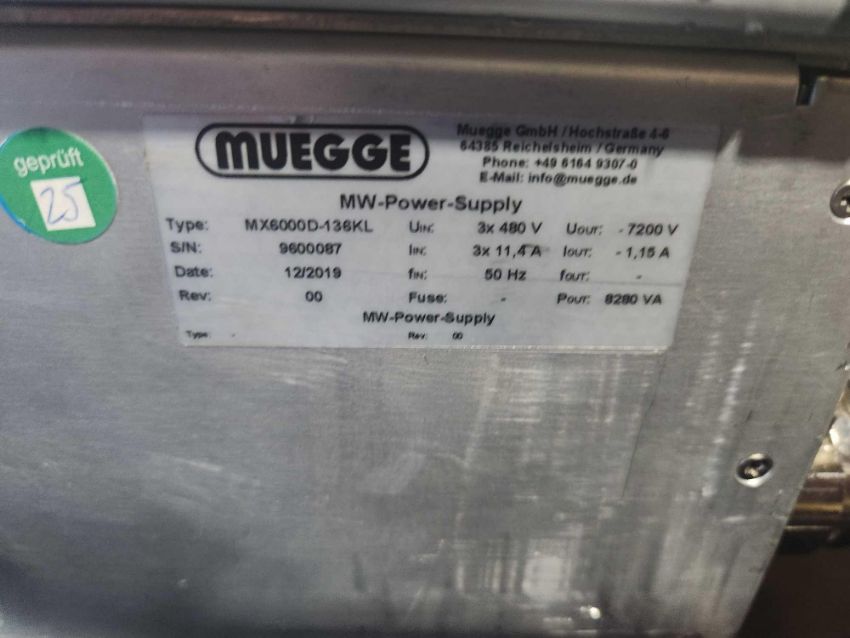 geprüft
25
MUEGGE
Muegge GmbH / Hochstraße 4-6
64385 Reichelsheim / Germany
Phone: +49 6164 9307-0
E-Mail: info@muegge.de
MW-Power-Supply
Type: MX6000D-136KL UIN: 3x 480 V UOUT: - 7200 V
S/N: 9600087 IIN: 3x 11,4 A IOUT: - 1,15 A
Date: 12/2019 fIN: 50 Hz fOUT: -
Rev: 00 Fuse: - POUT: 8280 VA
MW-Power-Supply
Type: - Rev: 00